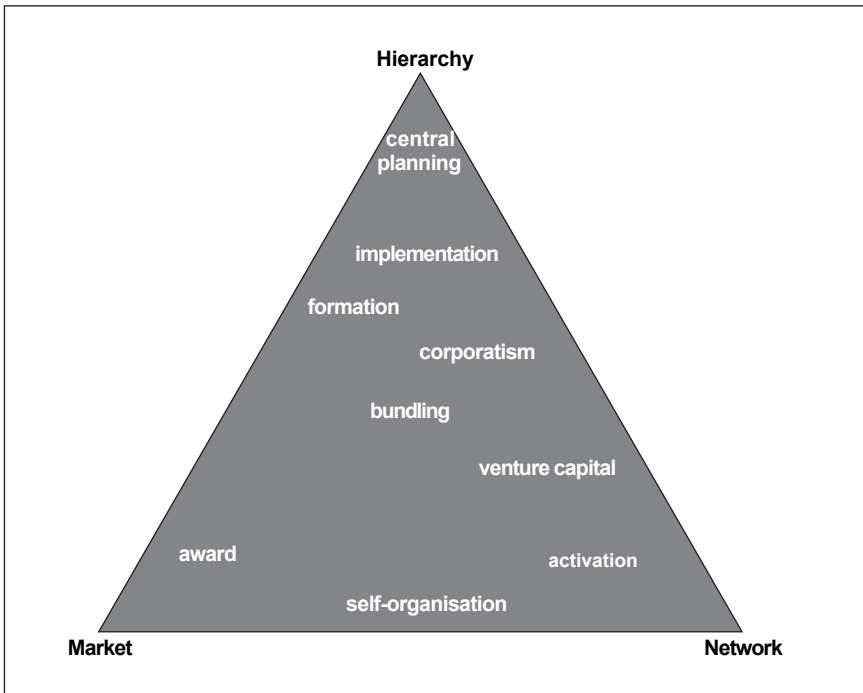 Hierarchy
central
planning
implementation
formation
corporatism
bundling
venture capital
award
activation
self-organisation
Market
Network